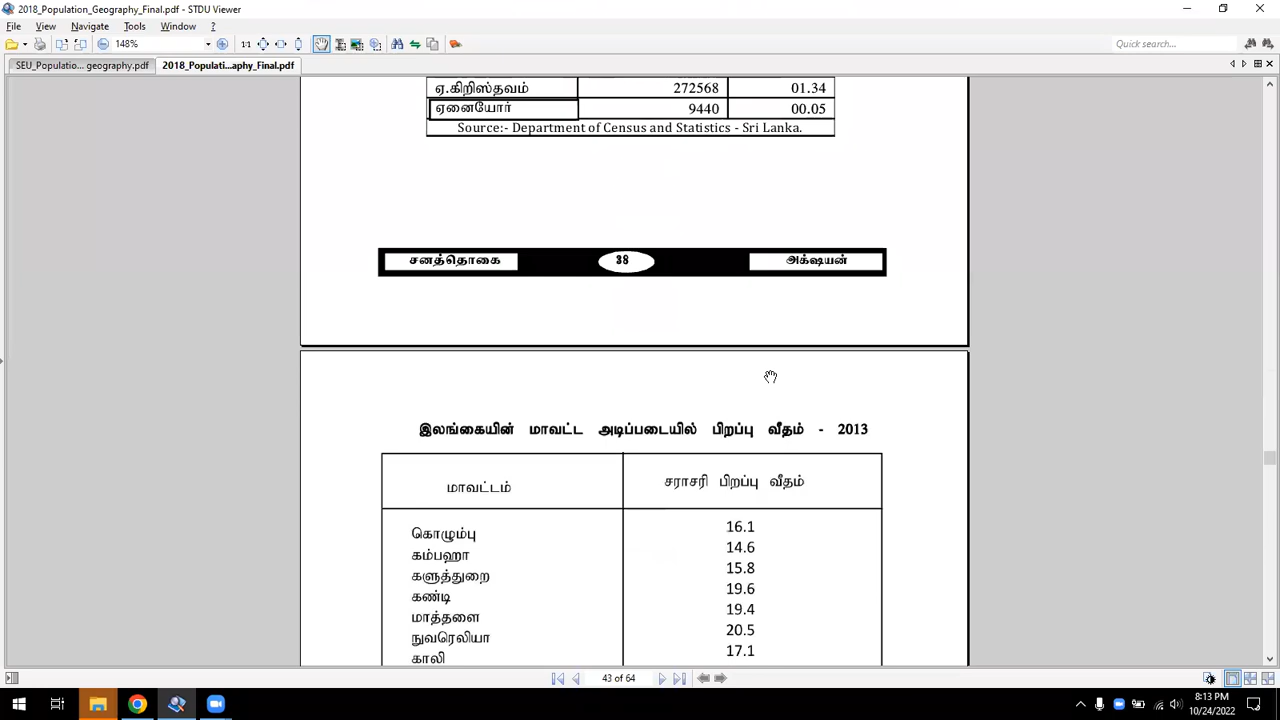 2018_Population_Geography_Final.pdf - STDU Viewer
File View Navigate Tools Window ?
148% 1:1 Quick search...
SEU_Populatio... geography.pdf 2018_Populati...aphy_Final.pdf
ஏ.கிறிஸ்தவம் 272568 01.34
ஏனையோர் 9440 00.05
Source:- Department of Census and Statistics - Sri Lanka.
சனத்தொகை 38 அக்ஷயன்
இலங்கையின் மாவட்ட அடிப்படையில் பிறப்பு வீதம் - 2013
மாவட்டம் சராசரி பிறப்பு வீதம்
கொழும்பு 16.1
கம்பஹா 14.6
களுத்துறை 15.8
கண்டி 19.6
மாத்தளை 19.4
நுவரெலியா 20.5
காலி 17.1
43 of 64
8:13 PM
10/24/2022